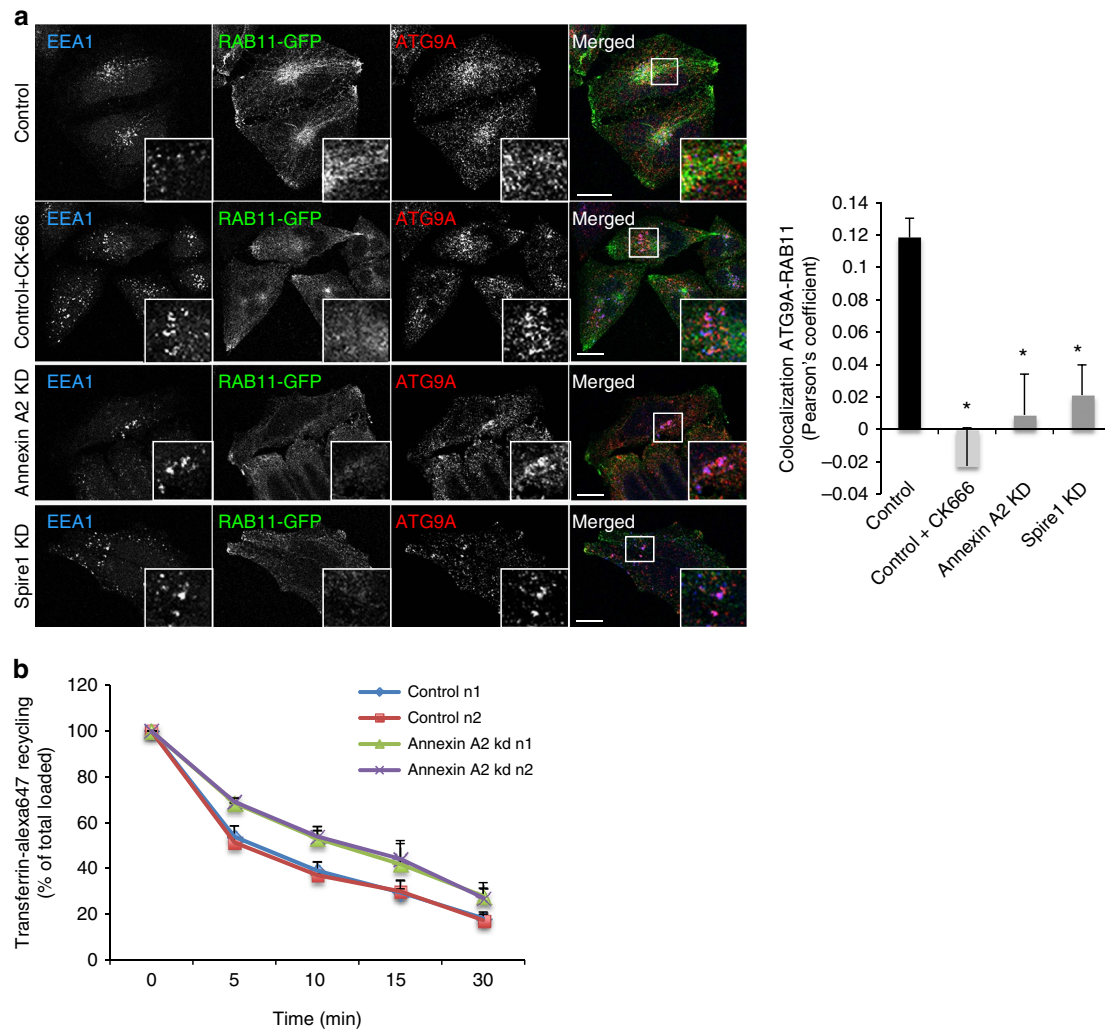 a
EEA1 RAB11-GFP ATG9A Merged
Control
EEA1 RAB11-GFP ATG9A Merged
Control+CK-666
EEA1 RAB11-GFP ATG9A Merged
Annexin A2 KD
EEA1 RAB11-GFP ATG9A Merged
Spire1 KD
Colocalization ATG9A-RAB11
(Pearson's coefficient)
0.14
0.12
0.1
0.08
0.06
0.04
0.02
0
–0.02
–0.04
* * *
Control
Control + CK666
Annexin A2 KD
Spire1 KD
b
Transferrin-alexa647 recycling
(% of total loaded)
120
100
80
60
40
20
0
Control n1
Control n2
Annexin A2 kd n1
Annexin A2 kd n2
0 5 10 15 30
Time (min)